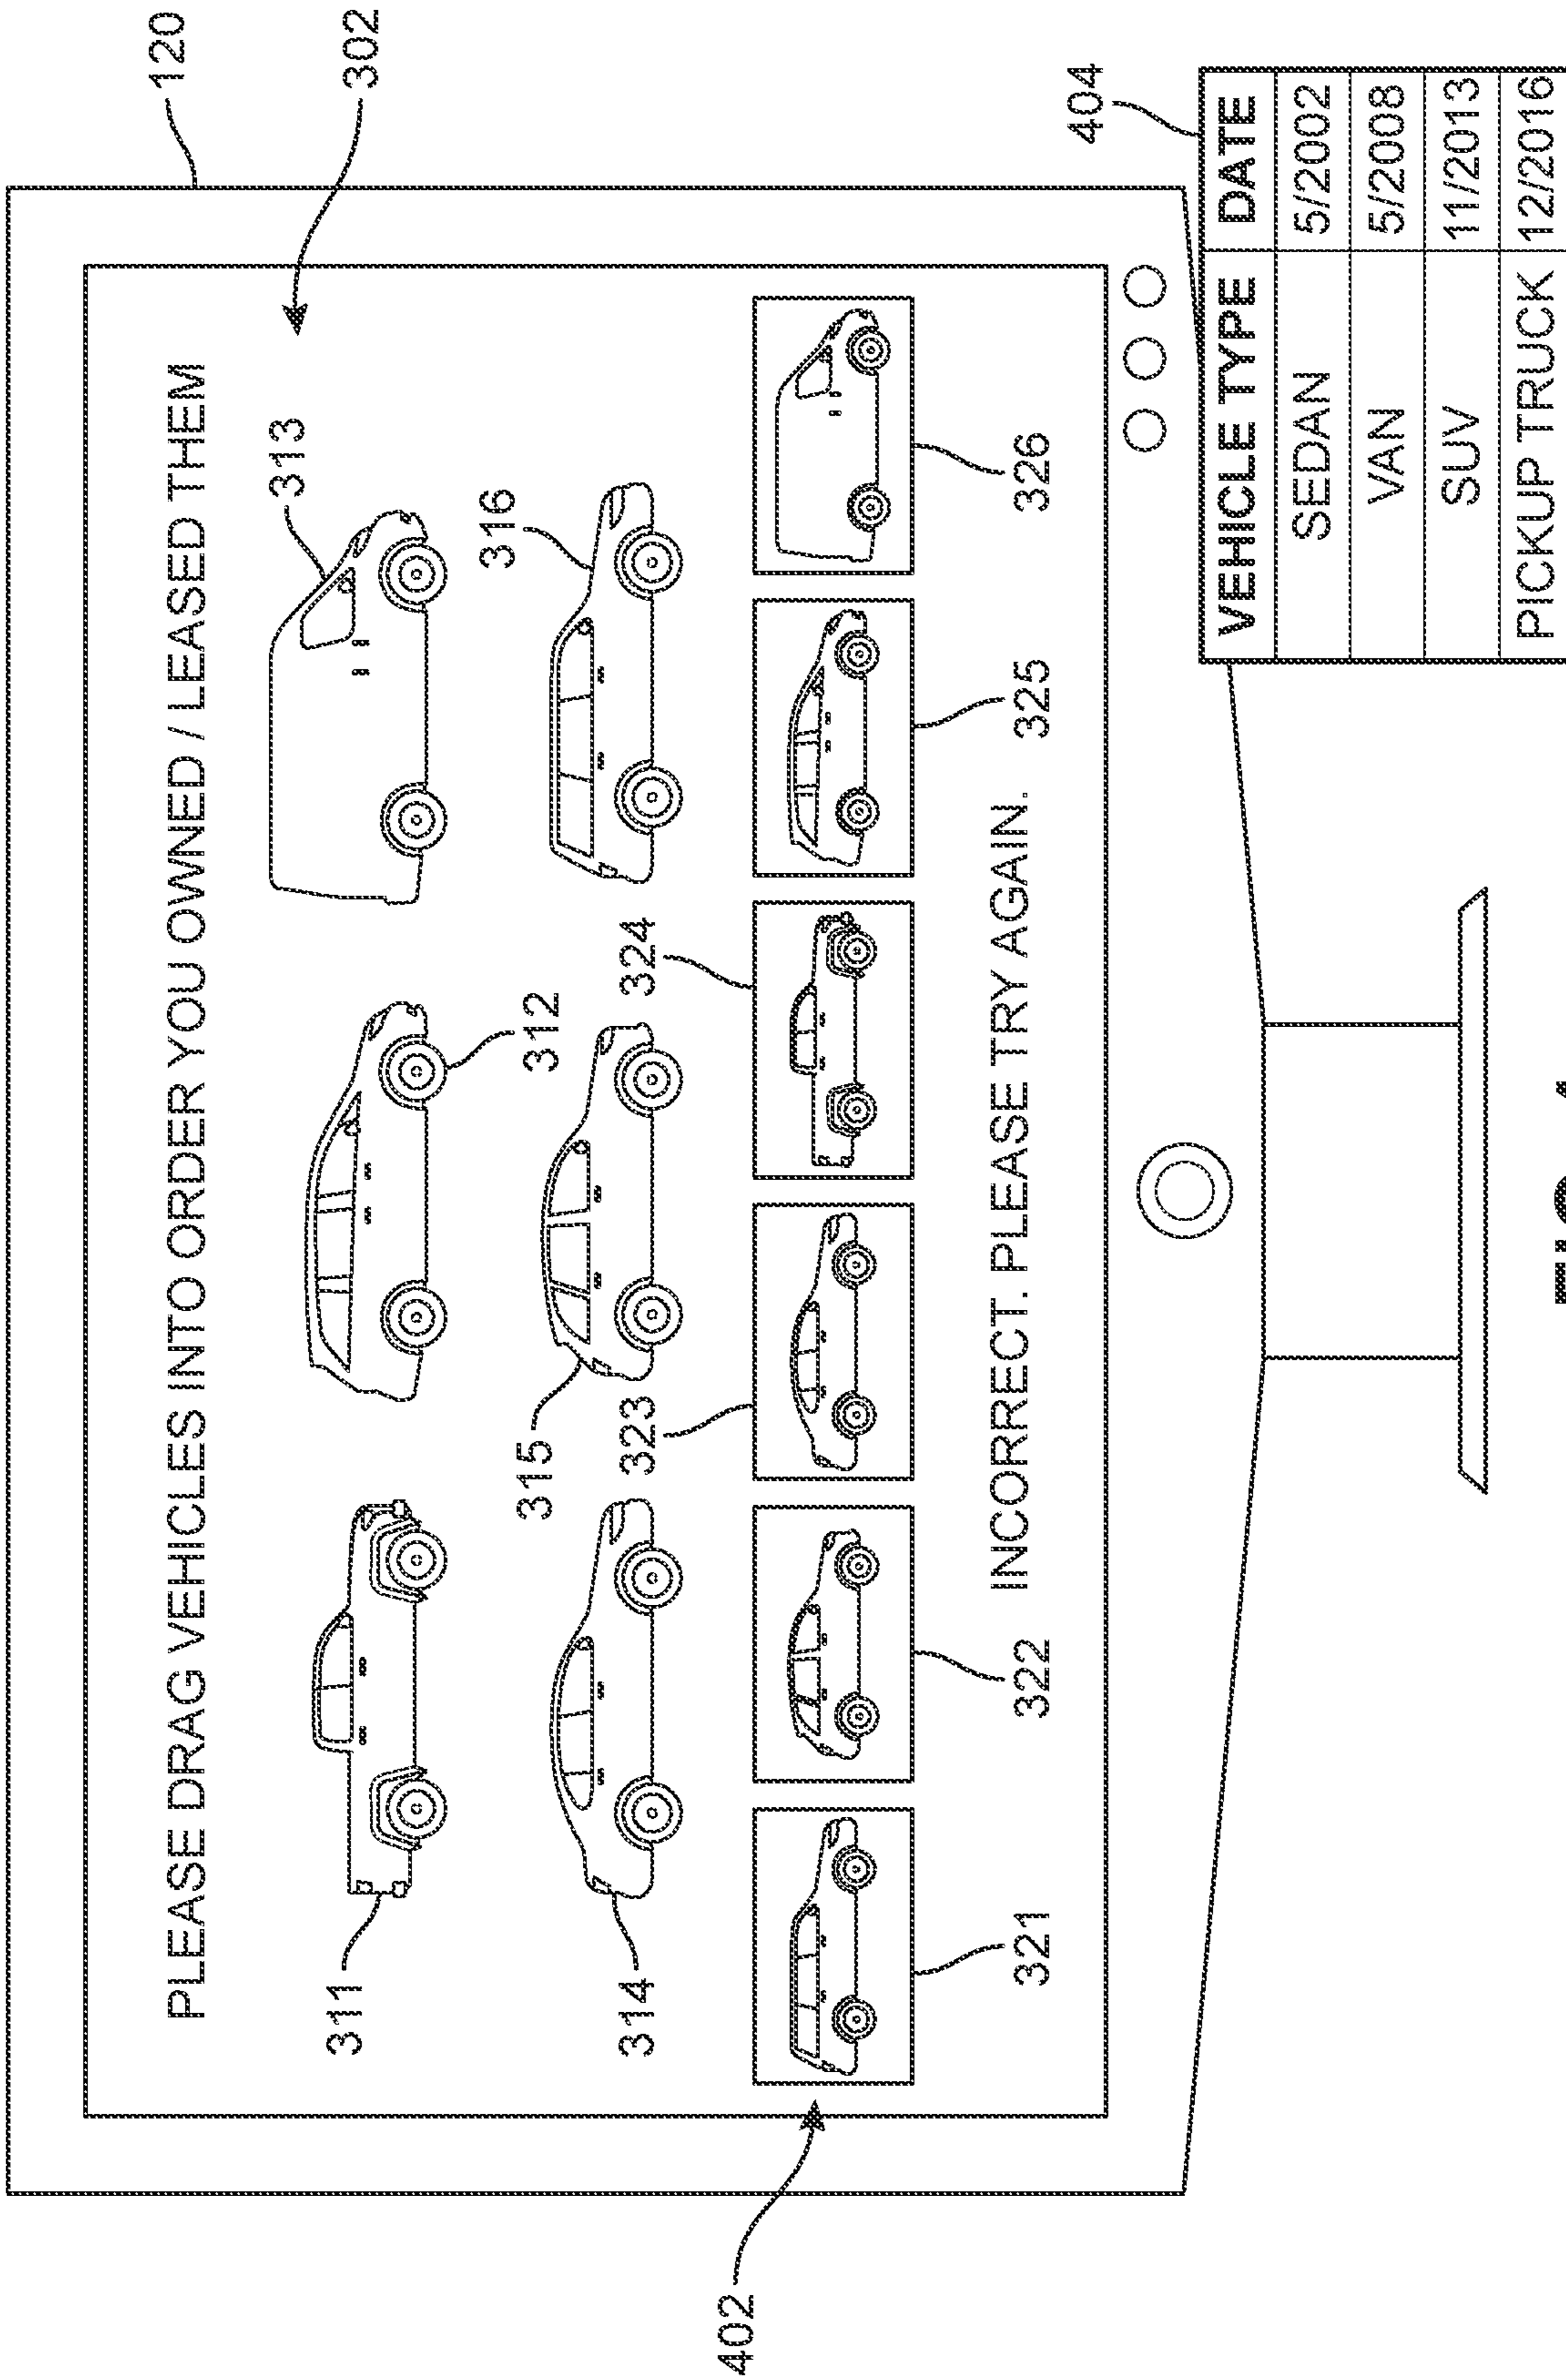 120
PLEASE DRAG VEHICLES INTO ORDER YOU OWNED / LEASED THEM
302
313
311
312
316
315
314
323
324
402
321
322
325
326
INCORRECT. PLEASE TRY AGAIN.
404
VEHICLE TYPE DATE
SEDAN 5/2002
VAN 5/2008
SUV 11/2013
PICKUP TRUCK 12/2016